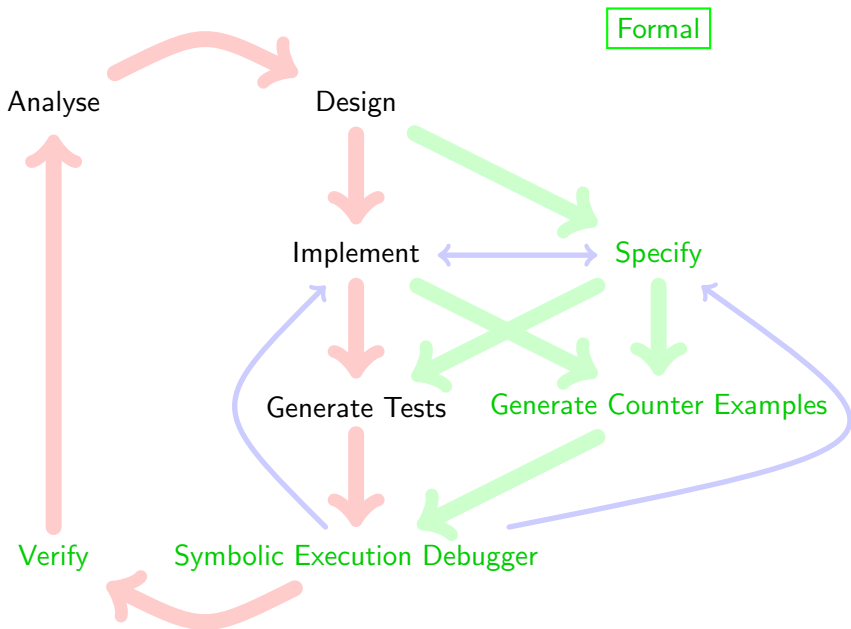 Formal
Analyse
Design
Implement
Specify
Generate Tests
Generate Counter Examples
Verify
Symbolic Execution Debugger